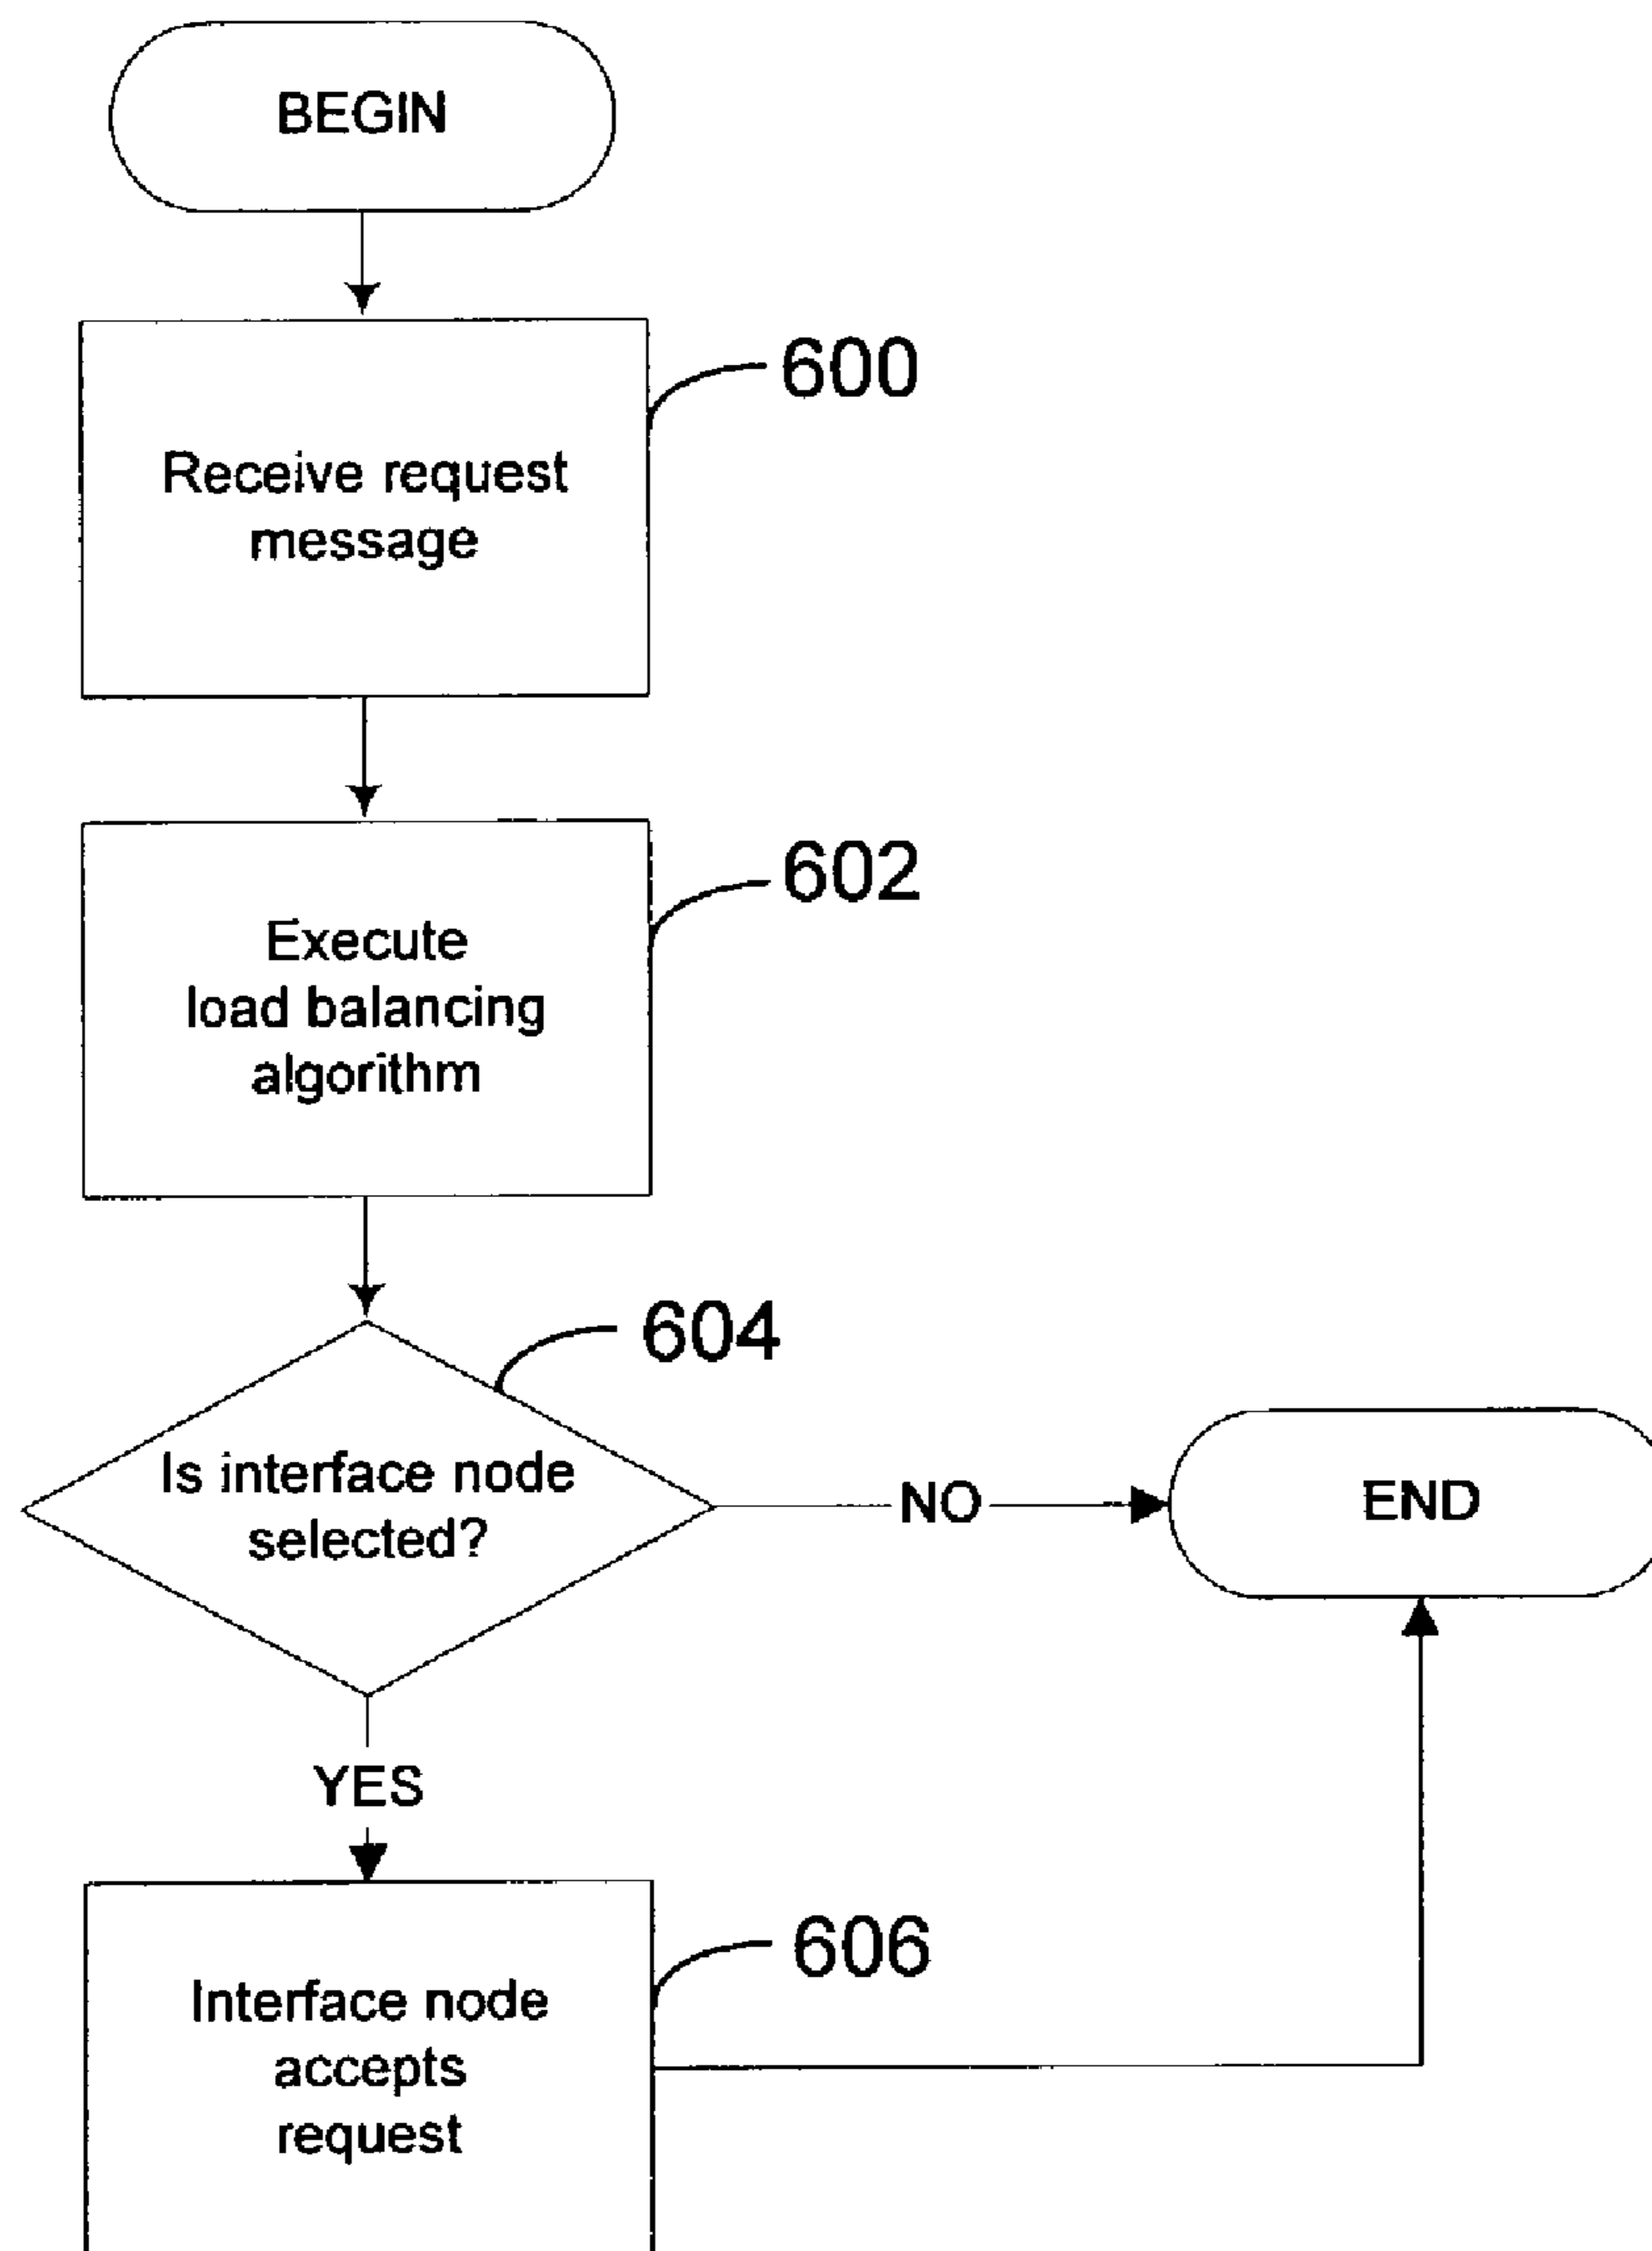 BEGIN
600
Receive request
message
602
Execute
load balancing
algorithm
604
Is interface node
selected?
NO
END
YES
606
Interface node
accepts
request